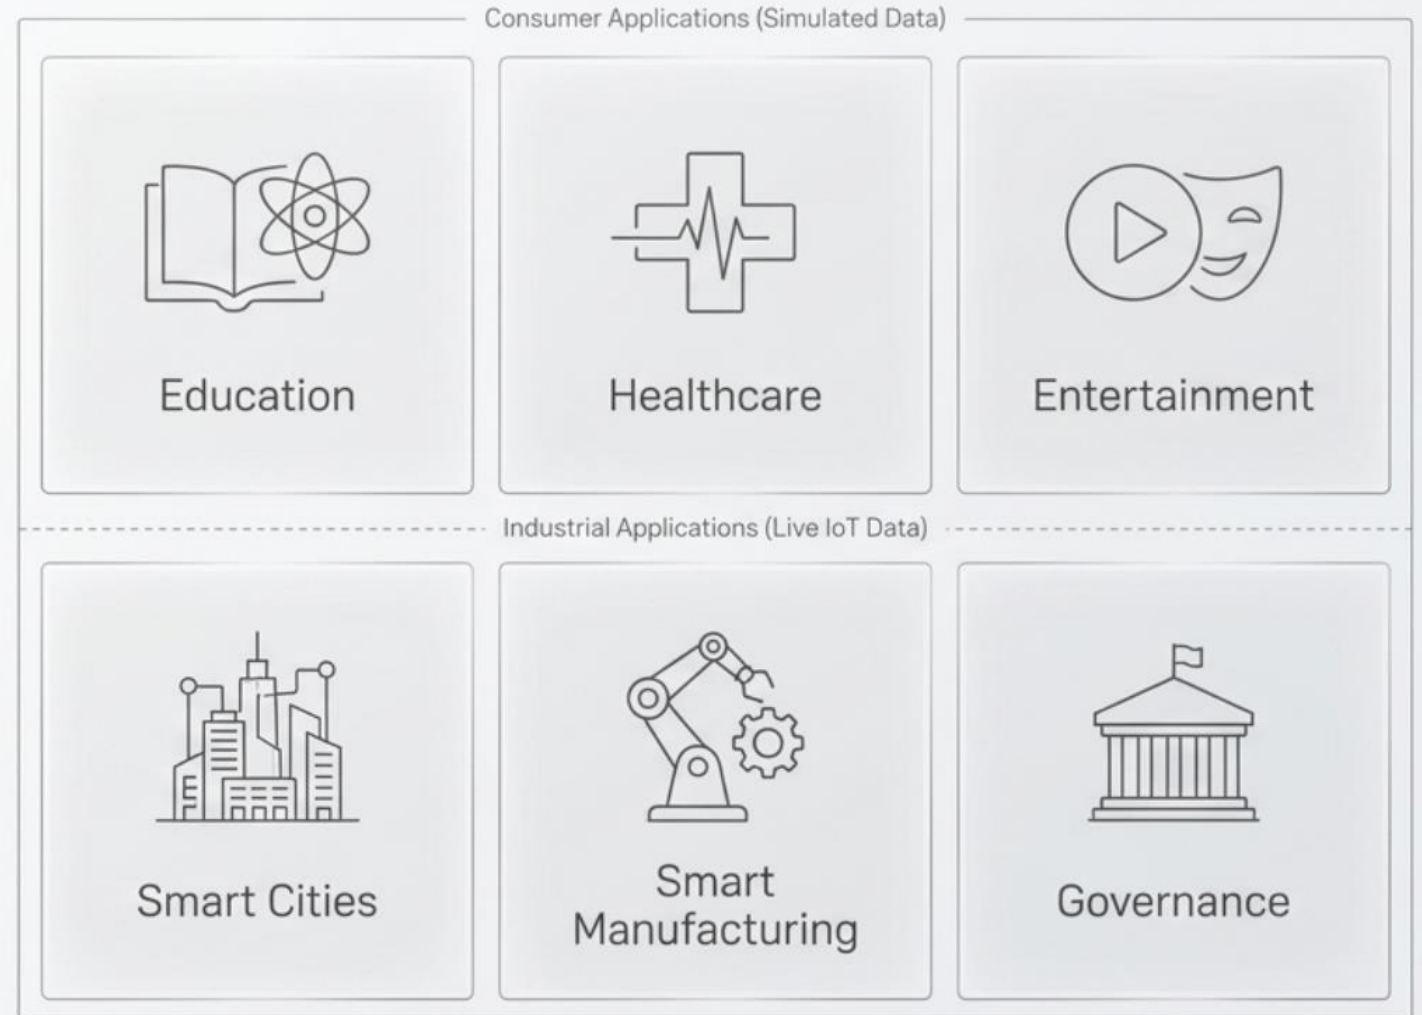 Consumer Applications (Simulated Data)
Education
Healthcare
Entertainment
Industrial Applications (Live IoT Data)
Smart Cities
Smart
Manufacturing
Governance